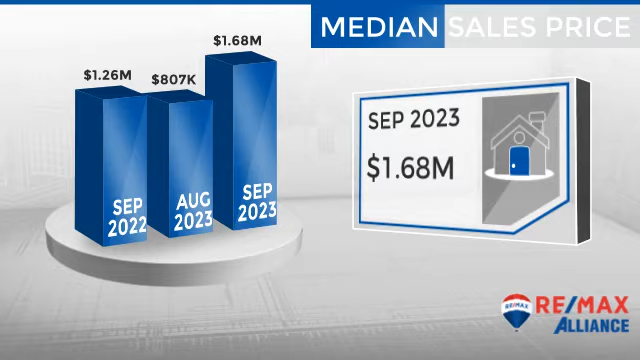 MEDIAN SALES PRICE
$1.26M
$807K
$1.68M
SEP
2022
AUG
2023
SEP
2023
SEP 2023
$1.68M
RE/MAX
RE/MAX
ALLIANCE